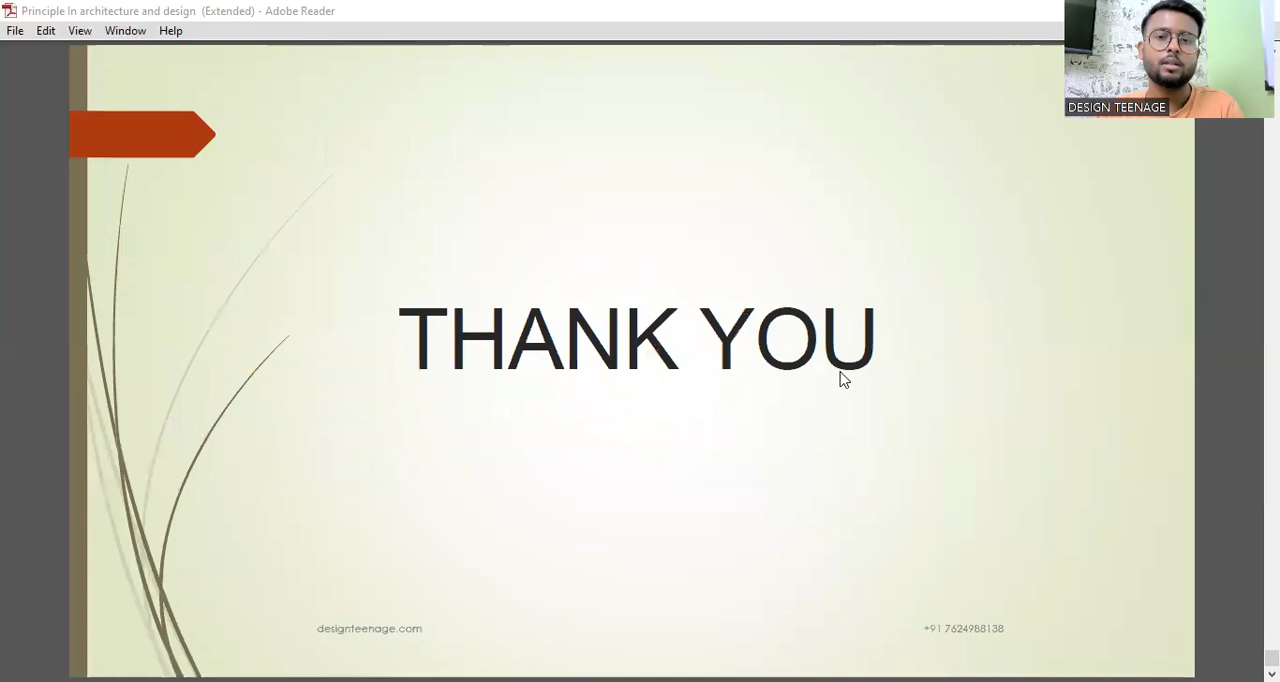 Principle In architecture and design  (Extended) - Adobe Reader
File Edit View Window Help
DESIGN TEENAGE
THANK YOU
designteenage.com
+91 7624988138